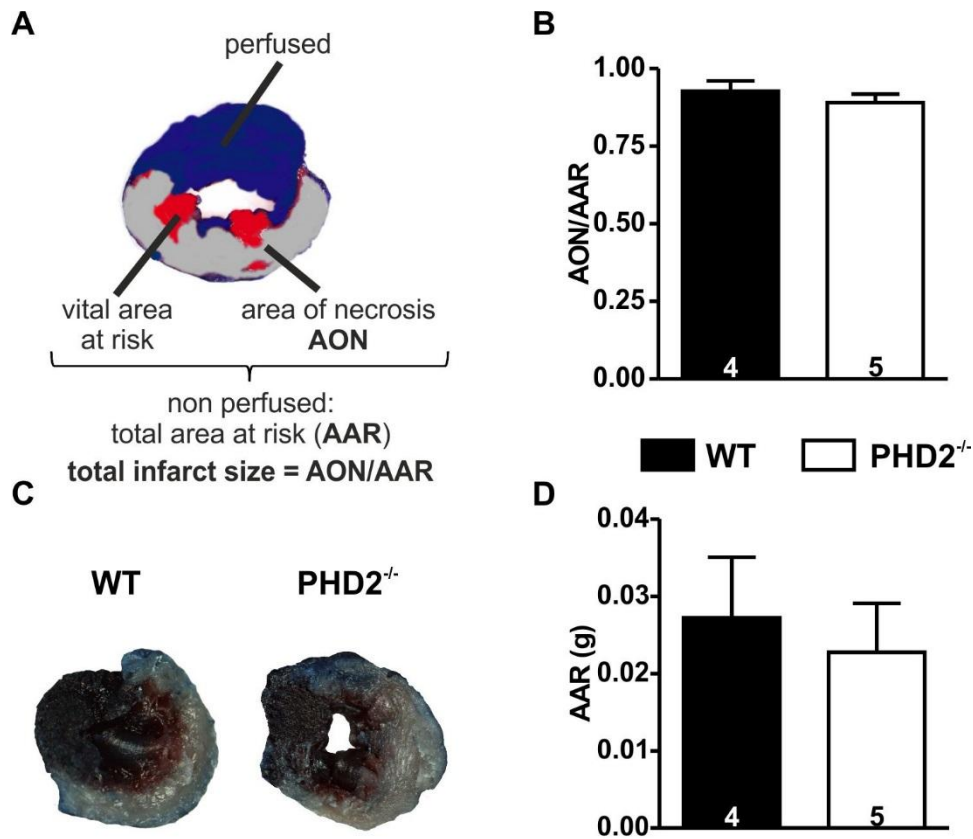 A
perfused
vital area
at risk
area of necrosis
AON
non perfused:
total area at risk (AAR)
total infarct size = AON/AAR
B
AON/AAR
1.00
0.75
0.50
0.25
0.00
4
5
WT
PHD2-/-
C
WT
PHD2-/-
D
AAR (g)
0.04
0.03
0.02
0.01
0.00
4
5